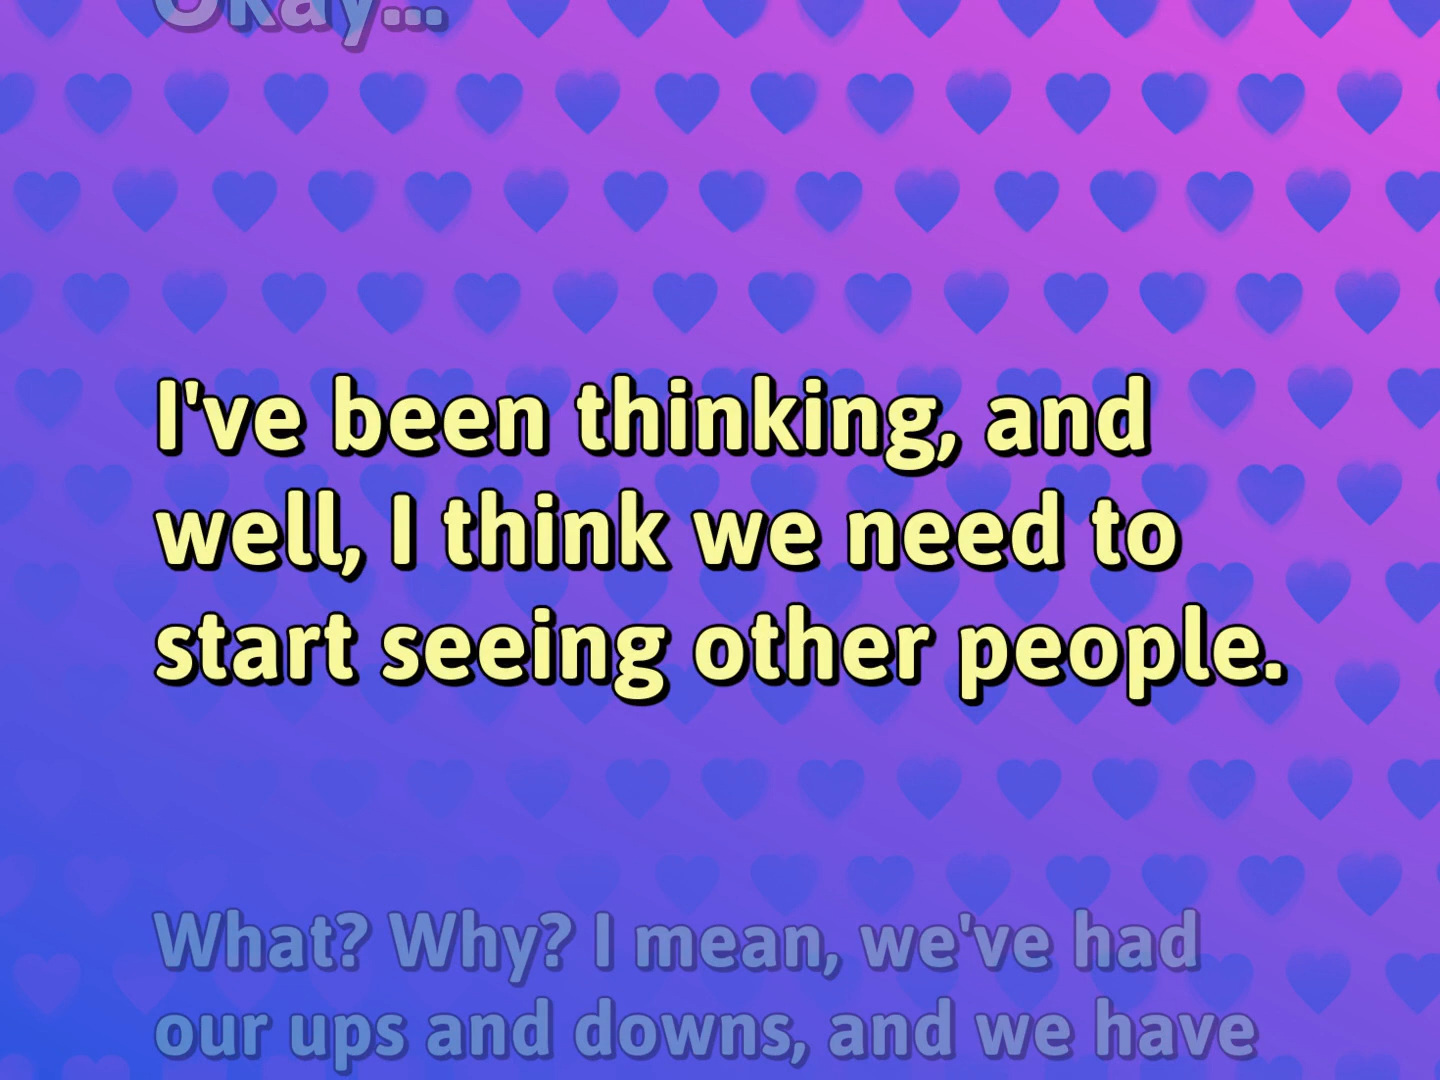 Okay...
I've been thinking, and
well, I think we need to
start seeing other people.
What? Why? I mean, we've had
our ups and downs, and we have